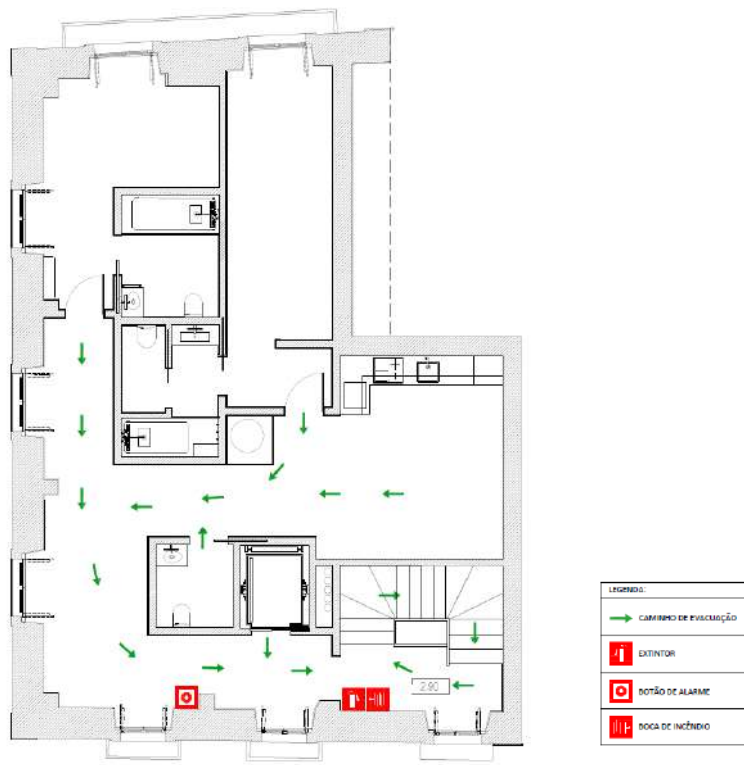 2.90
LEGENDA:
CAMINHO DE EVACUAÇÃO
EXTINTOR
BOTÃO DE ALARME
BOCA DE INCÊNDIO